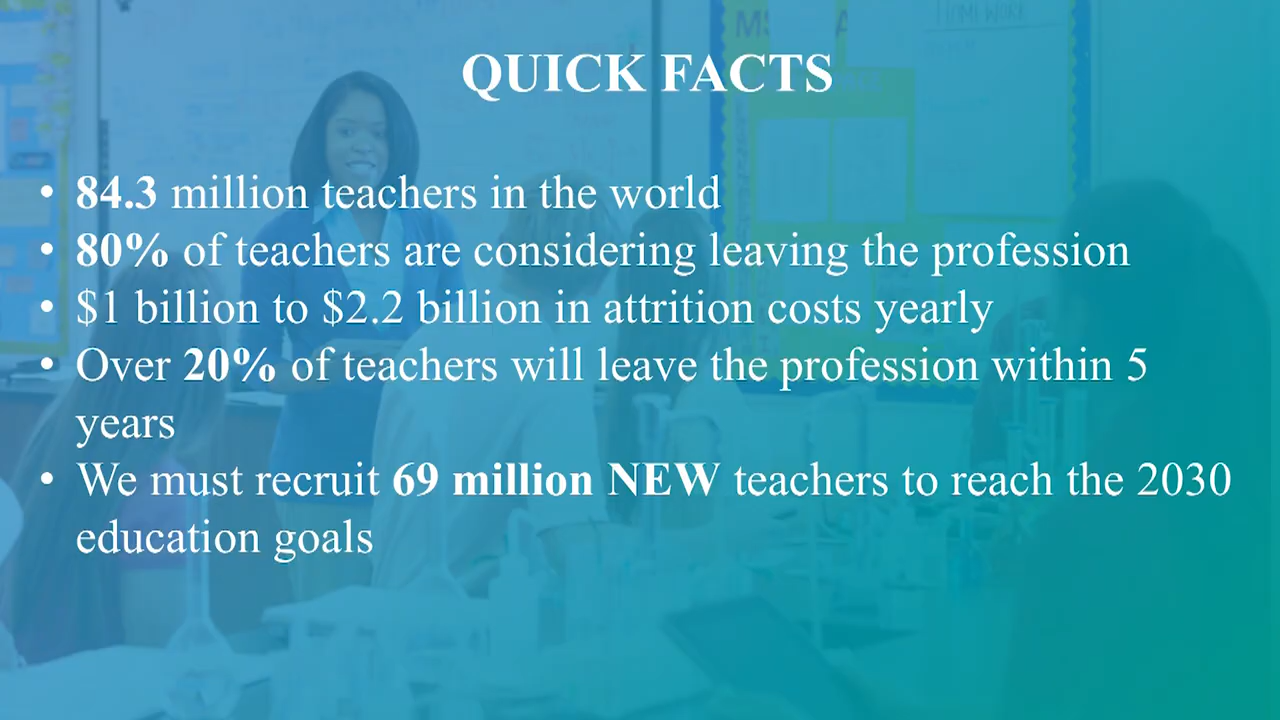 QUICK FACTS
• 84.3 million teachers in the world
• 80% of teachers are considering leaving the profession
• $1 billion to $2.2 billion in attrition costs yearly
• Over 20% of teachers will leave the profession within 5
years
• We must recruit 69 million NEW teachers to reach the 2030
education goals
HOMEWORK